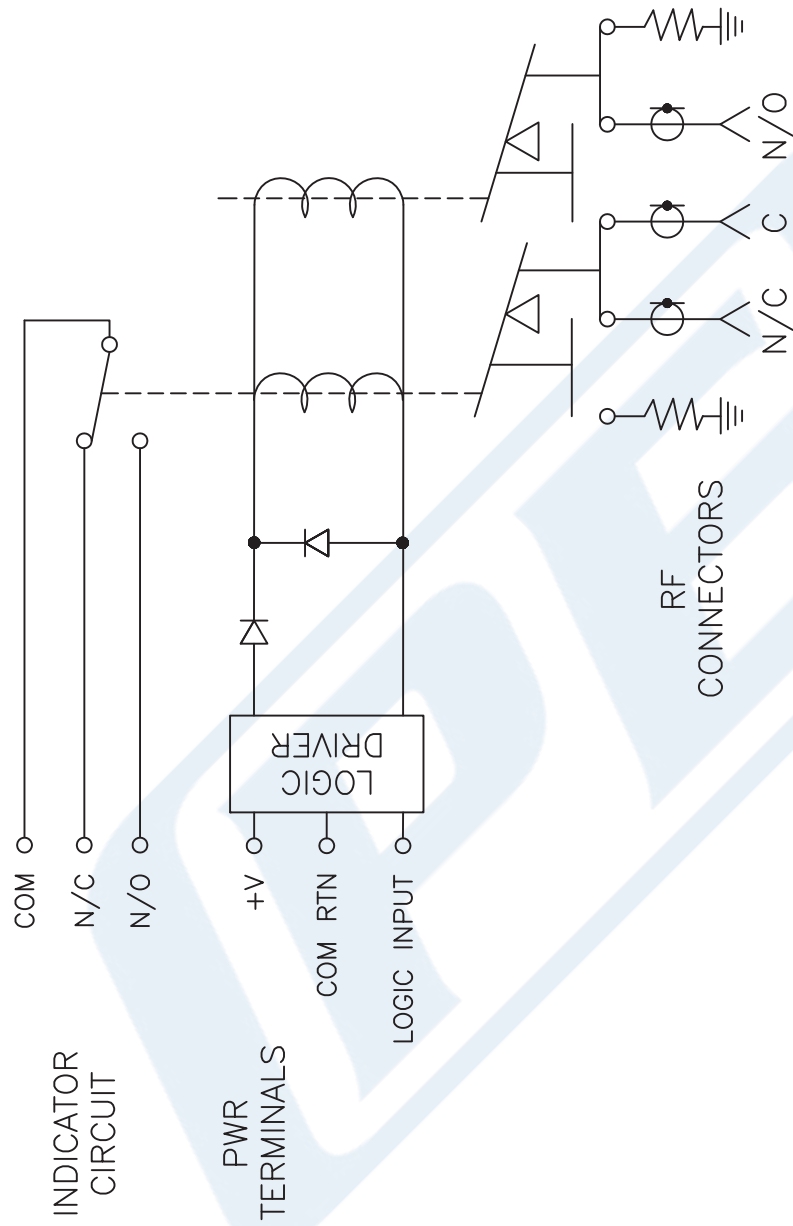 INDICATOR
CIRCUIT
COM
N/C
N/O
PWR
TERMINALS
+V
COM RTN
LOGIC INPUT
LOGIC
DRIVER
RF
CONNECTORS
N/C
C
N/O